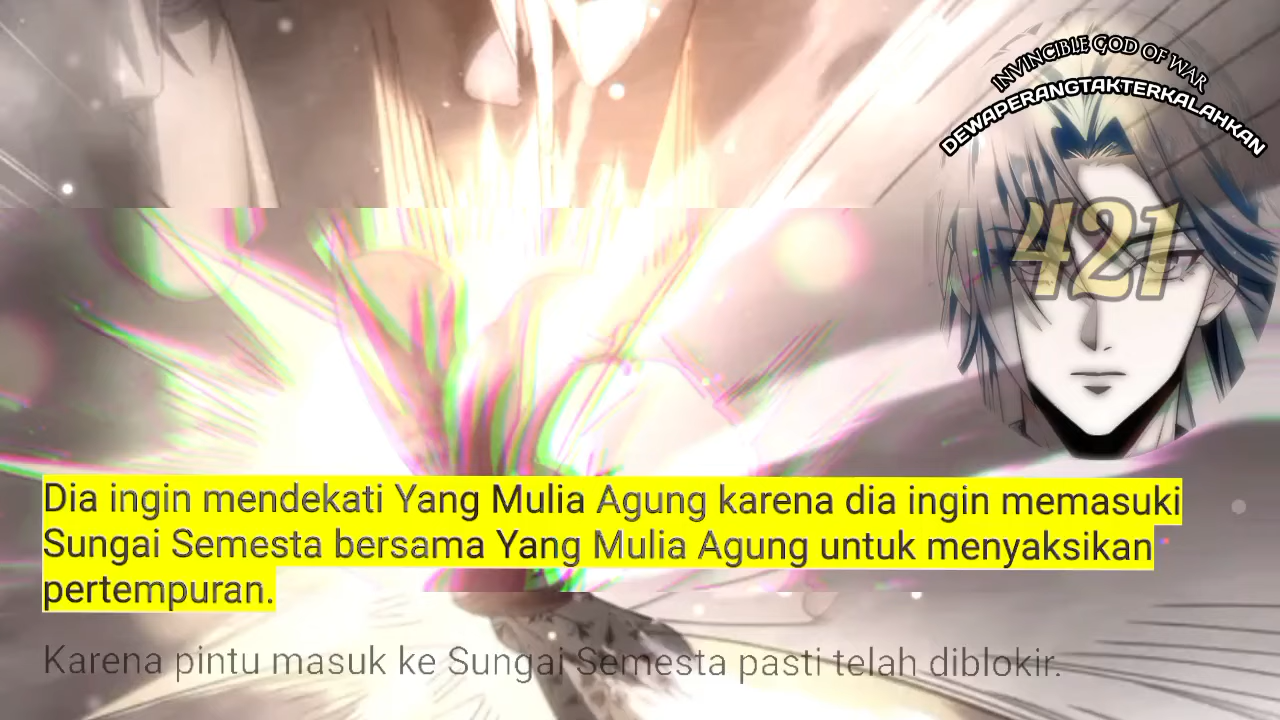 INVINCIBLE GOD OF WAR
DEWAPERANGTAKTERKALAHKAN
421
Dia ingin mendekati Yang Mulia Agung karena dia ingin memasuki
Sungai Semesta bersama Yang Mulia Agung untuk menyaksikan
pertempuran.
Karena pintu masuk ke Sungai Semesta pasti telah diblokir.